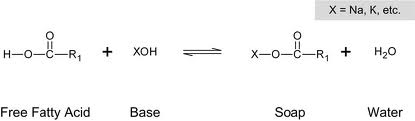 X = Na, K, etc.
O
H—O—C—R1 + XOH ⇌ X—O—C—R1 + H2O
O
Free Fatty Acid Base Soap Water